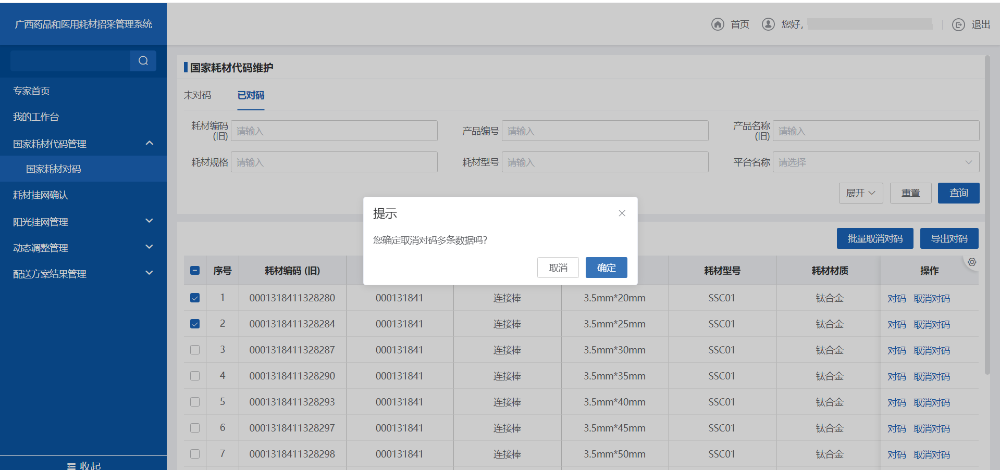 广西药品和医用耗材招采管理系统
首页 您好, 退出
专家首页
我的工作台
国家耗材代码管理
国家耗材对码
耗材挂网确认
阳光挂网管理
动态调整管理
配送方案结果管理
收起
国家耗材代码维护
未对码 已对码
耗材编码(旧) 请输入 产品编号 请输入 产品名称(旧) 请输入
耗材规格 请输入 耗材型号 请输入 平台名称 请选择
展开 重置 查询
提示
您确定取消对码多条数据吗?
取消 确定
批量取消对码 导出对码
序号 耗材编码 (旧) 耗材型号 耗材材质 操作
1 0001318411328280 000131841 连接棒 3.5mm*20mm SSC01 钛合金 对码 取消对码
2 0001318411328284 000131841 连接棒 3.5mm*25mm SSC01 钛合金 对码 取消对码
3 0001318411328287 000131841 连接棒 3.5mm*30mm SSC01 钛合金 对码 取消对码
4 0001318411328290 000131841 连接棒 3.5mm*35mm SSC01 钛合金 对码 取消对码
5 0001318411328293 000131841 连接棒 3.5mm*40mm SSC01 钛合金 对码 取消对码
6 0001318411328297 000131841 连接棒 3.5mm*45mm SSC01 钛合金 对码 取消对码
7 0001318411328298 000131841 连接棒 3.5mm*50mm SSC01 钛合金 对码 取消对码